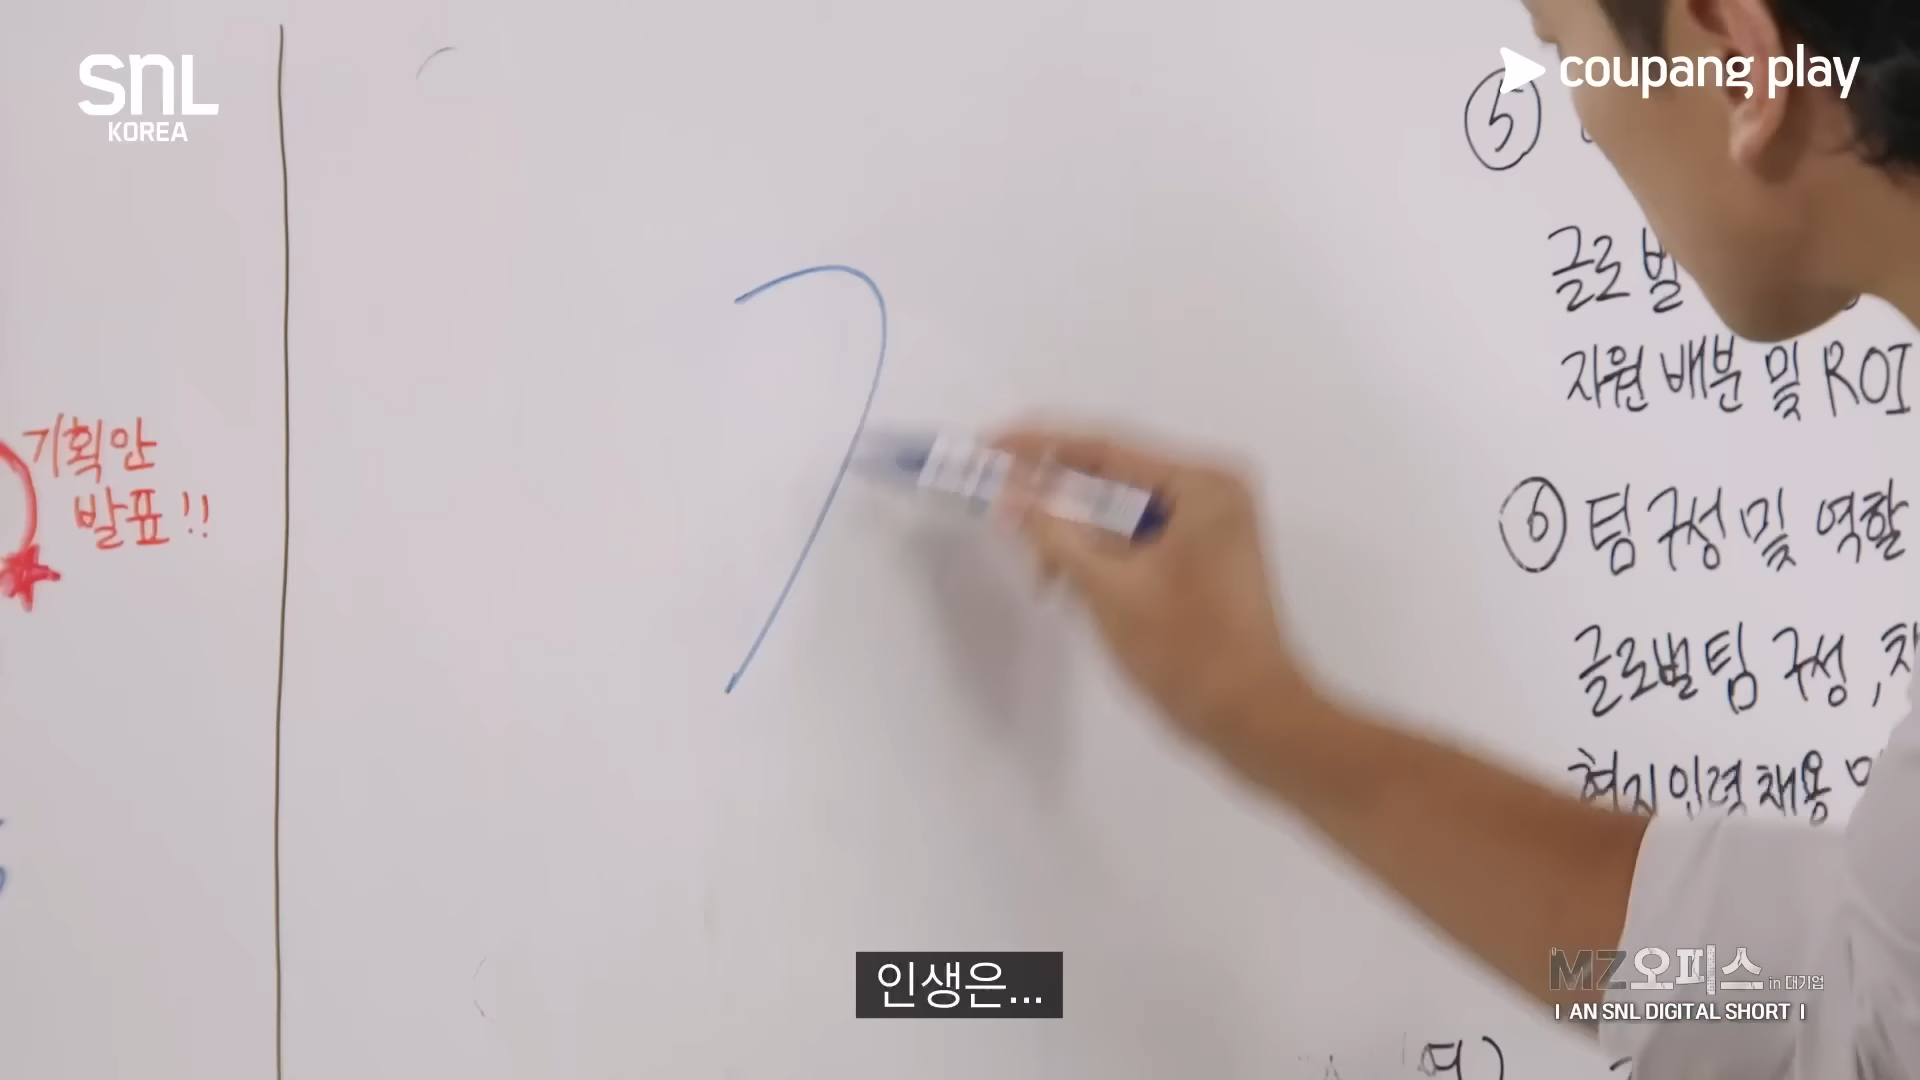 SNL
KOREA
coupang play
⑤
글로벌
자원 배분 및 ROI
기획안
발표!!
⑥ 팀 구성 및 역할
글로벌 팀 구성,
현지 인력 채용
인생은...
MZ오피스 in 대기업
AN SNL DIGITAL SHORT